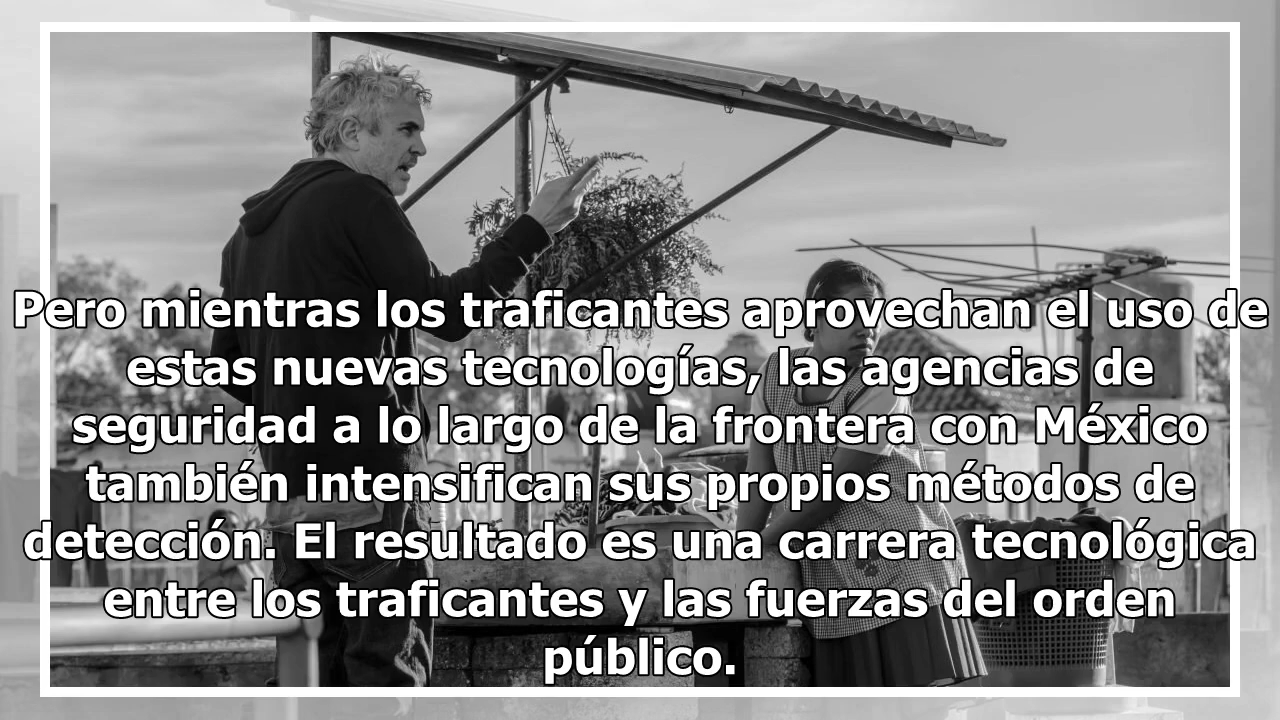 Pero mientras los traficantes aprovechan el uso de
estas nuevas tecnologías, las agencias de
seguridad a lo largo de la frontera con México
también intensifican sus propios métodos de
detección. El resultado es una carrera tecnológica
entre los traficantes y las fuerzas del orden
público.